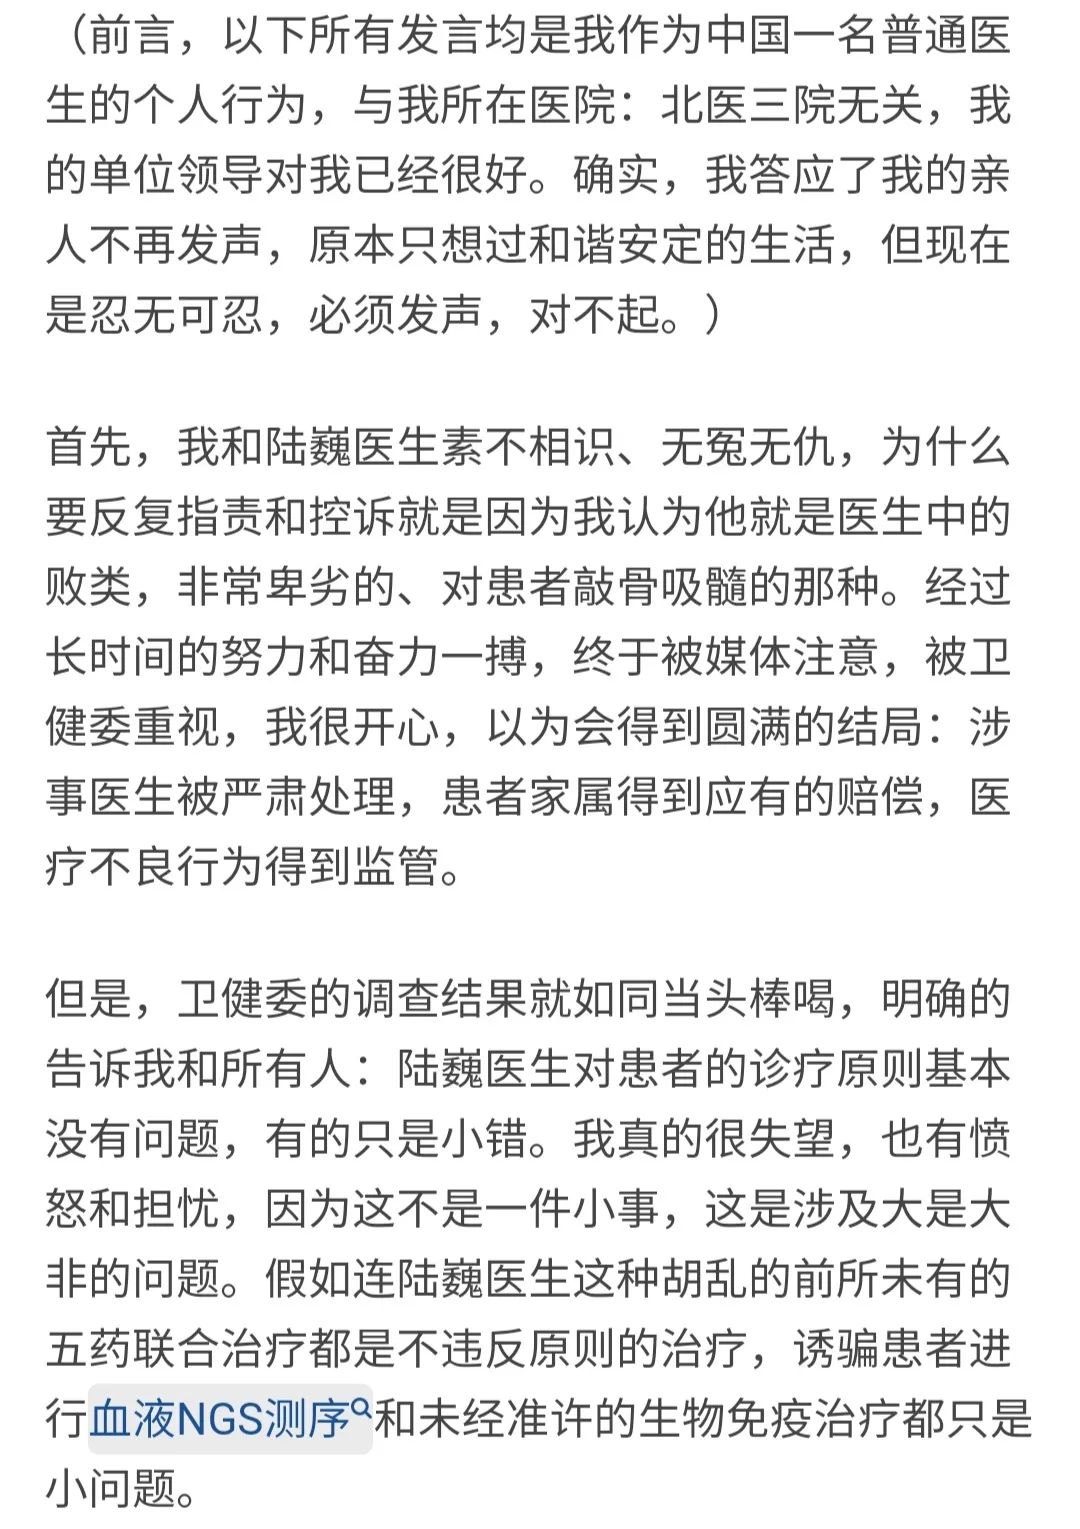 （前言，以下所有发言均是我作为中国一名普通医
生的个人行为，与我所在医院：北医三院无关，我
的单位领导对我已经很好。确实，我答应了我的亲
人不再发声，原本只想过和谐安定的生活，但现在
是忍无可忍，必须发声，对不起。）
首先，我和陆巍医生素不相识、无冤无仇，为什么
要反复指责和控诉就是因为我认为他就是医生中的
败类，非常卑劣的、对患者敲骨吸髓的那种。经过
长时间的努力和奋力一搏，终于被媒体注意，被卫
健委重视，我很开心，以为会得到圆满的结局：涉
事医生被严肃处理，患者家属得到应有的赔偿，医
疗不良行为得到监管。
但是，卫健委的调查结果就如同当头棒喝，明确的
告诉我和所有人：陆巍医生对患者的诊疗原则基本
没有问题，有的只是小错。我真的很失望，也有愤
怒和担忧，因为这不是一件小事，这是涉及大是大
非的问题。假如连陆巍医生这种胡乱的前所未有的
五药联合治疗都是不违反原则的治疗，诱骗患者进
行血液NGS测序和未经准许的生物免疫治疗都只是
小问题。